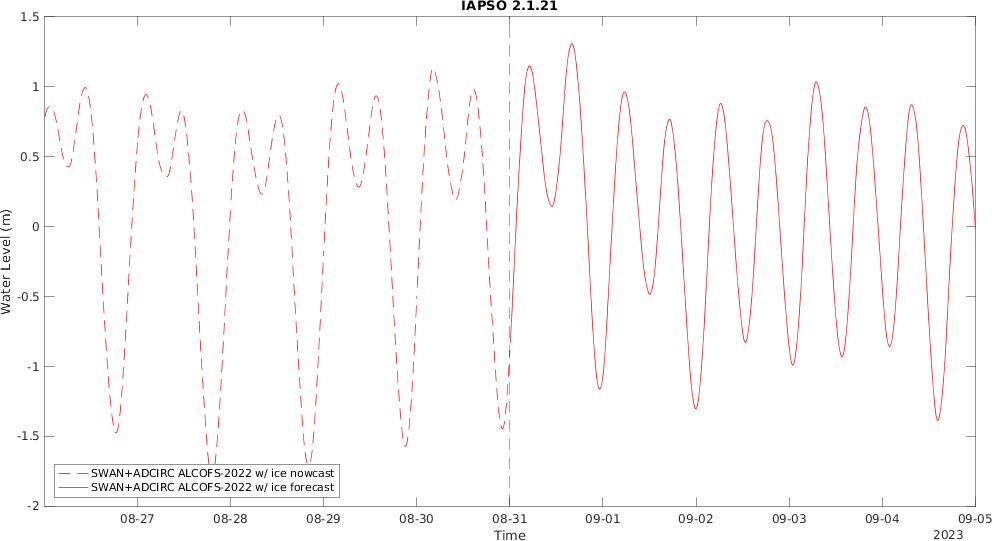 IAPSO 2.1.21
1.5
1
0.5
0
-0.5
-1
-1.5
-2
Water Level (m)
SWAN+ADCIRC ALCOFS-2022 w/ ice nowcast
SWAN+ADCIRC ALCOFS-2022 w/ ice forecast
08-27 08-28 08-29 08-30 08-31 09-01 09-02 09-03 09-04 09-05
Time
2023